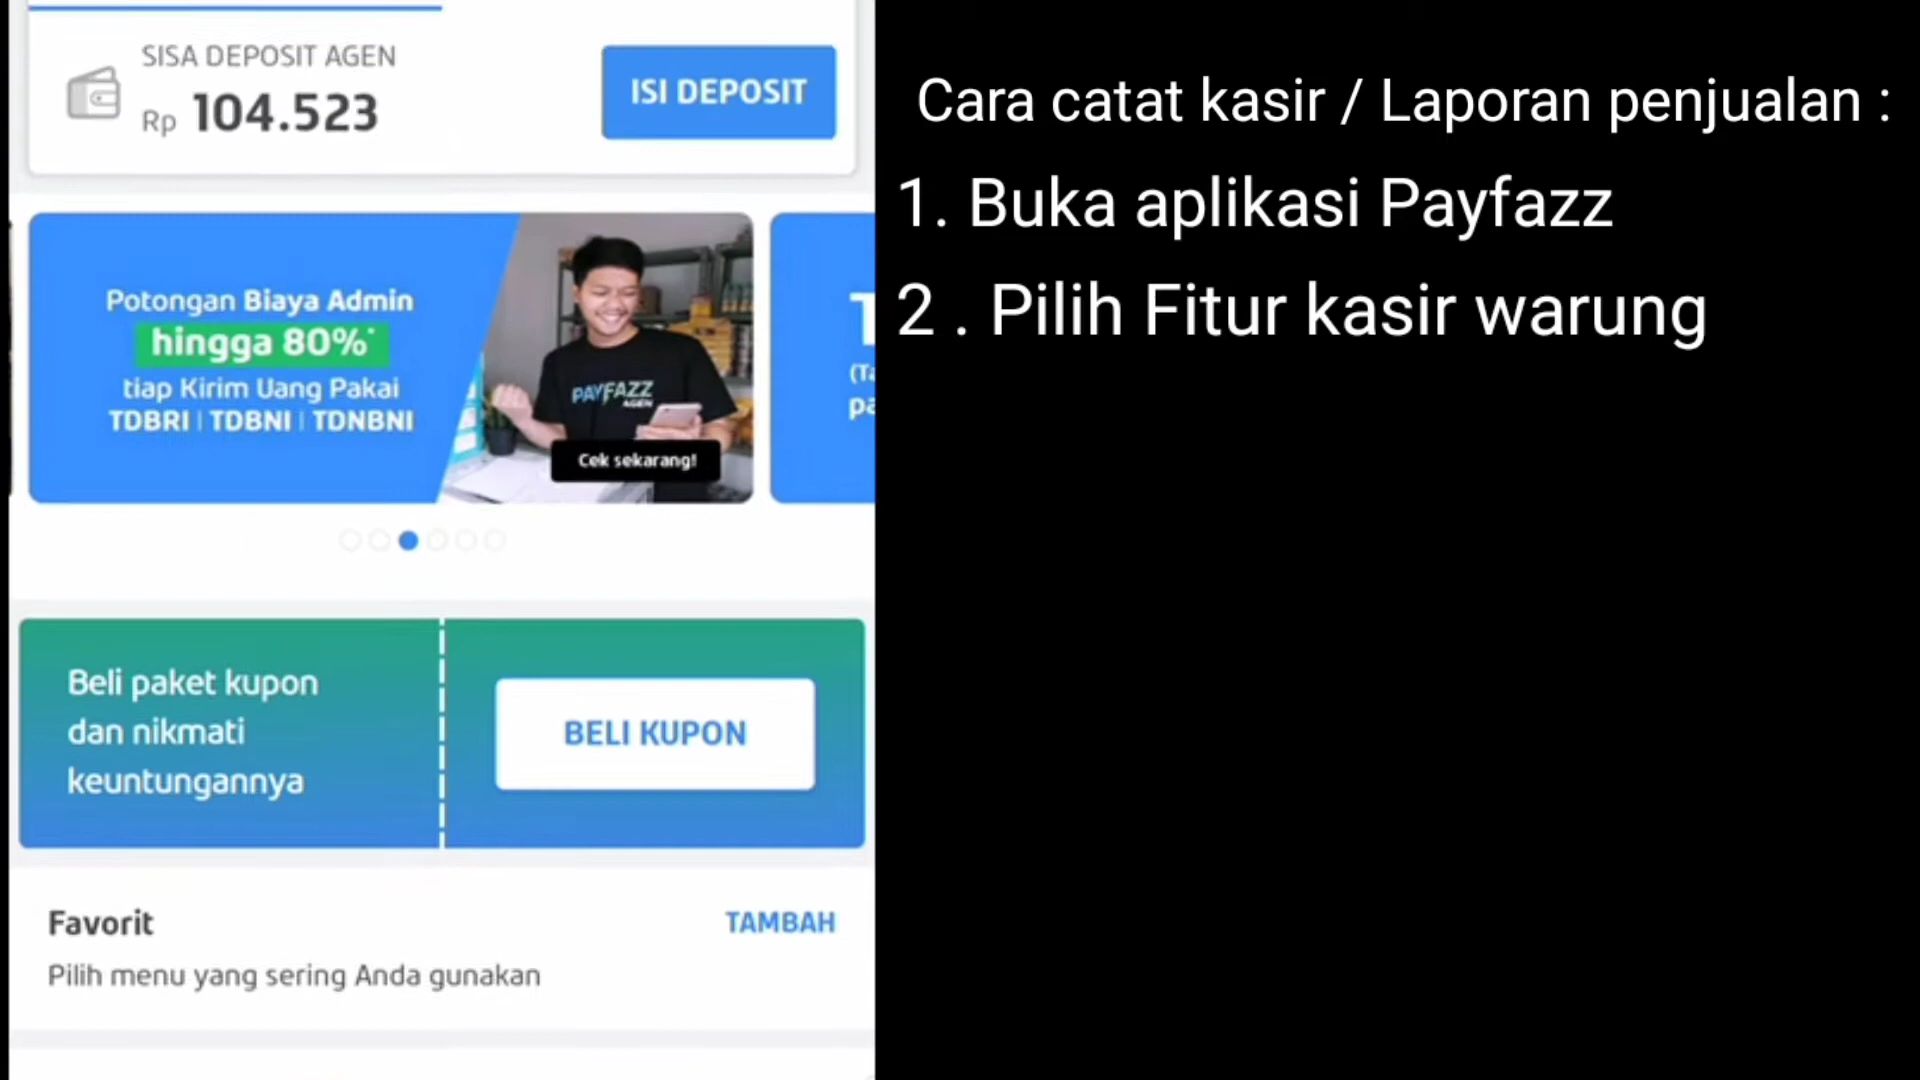 SISA DEPOSIT AGEN
Rp 104.523
ISI DEPOSIT
Potongan Biaya Admin
hingga 80%*
tiap Kirim Uang Pakai
TDBRI | TDBNI | TDNBNI
PAYFAZZ
AGEN
Cek sekarang!
Beli paket kupon
dan nikmati
keuntungannya
BELI KUPON
Favorit
TAMBAH
Pilih menu yang sering Anda gunakan
Cara catat kasir / Laporan penjualan :
1. Buka aplikasi Payfazz
2 . Pilih Fitur kasir warung